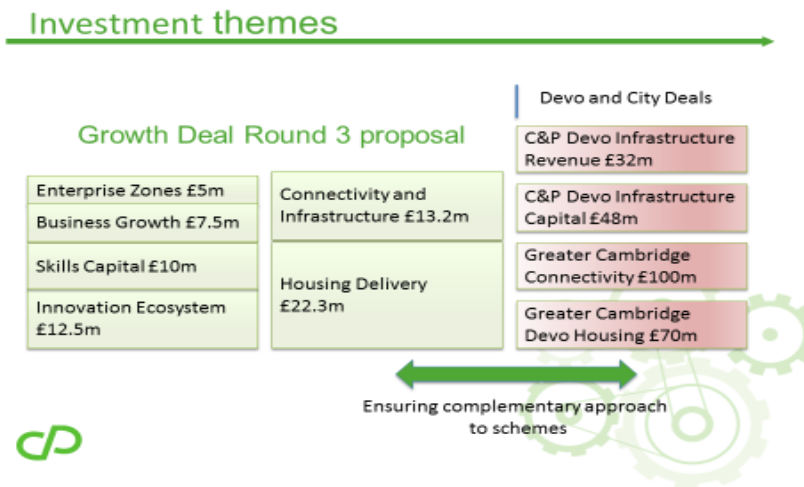 Investment themes
Devo and City Deals
Growth Deal Round 3 proposal
Enterprise Zones £5m
Business Growth £7.5m
Skills Capital £10m
Innovation Ecosystem
£12.5m
Connectivity and
Infrastructure £13.2m
Housing Delivery
£22.3m
C&P Devo Infrastructure
Revenue £32m
C&P Devo Infrastructure
Capital £48m
Greater Cambridge
Connectivity £100m
Greater Cambridge
Devo Housing £70m
Ensuring complementary approach
to schemes